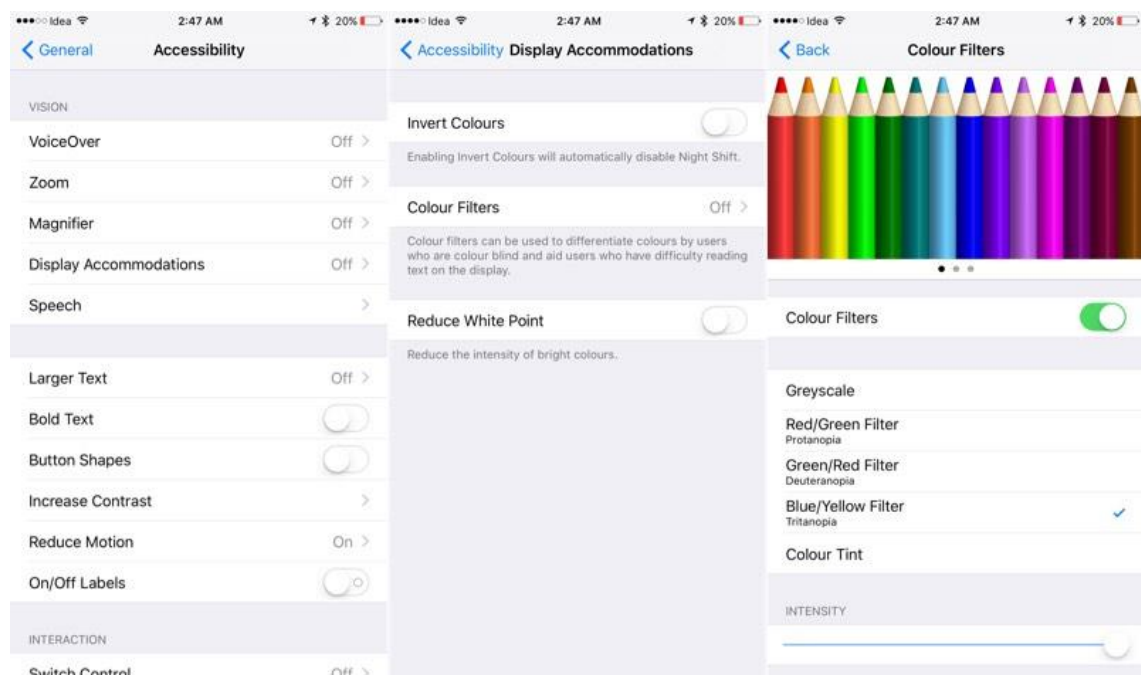 Idea 2:47 AM 20%
General Accessibility
VISION
VoiceOver Off
Zoom Off
Magnifier Off
Display Accommodations Off
Speech
Larger Text Off
Bold Text
Button Shapes
Increase Contrast
Reduce Motion On
On/Off Labels
INTERACTION
Switch Control Off
Idea 2:47 AM 20%
Accessibility Display Accommodations
Invert Colours
Enabling Invert Colours will automatically disable Night Shift.
Colour Filters Off
Colour filters can be used to differentiate colours by users
who are colour blind and aid users who have difficulty reading
text on the display.
Reduce White Point
Reduce the intensity of bright colours.
Idea 2:47 AM 20%
Back Colour Filters
Colour Filters
Greyscale
Red/Green Filter
Protanopia
Green/Red Filter
Deuteranopia
Blue/Yellow Filter
Tritanopia
Colour Tint
INTENSITY